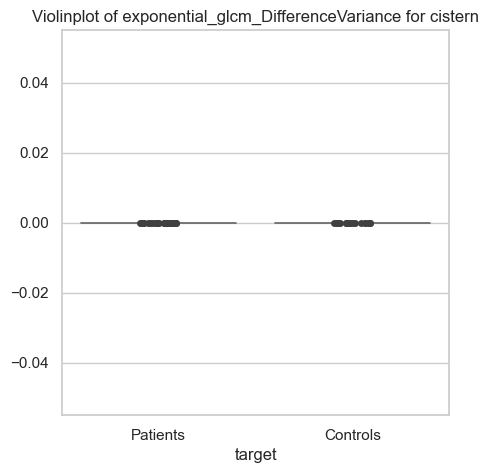 Violinplot of exponential_glcm_DifferenceVariance for cistern
0.04
0.02
0.00
−0.02
−0.04
Patients Controls
target